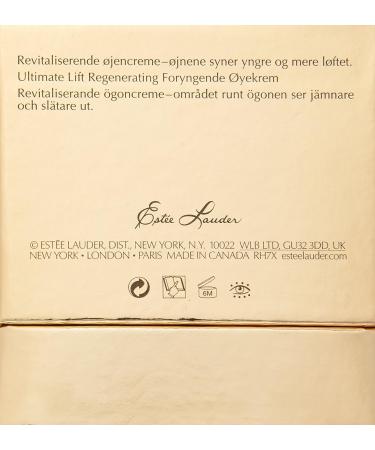 Revitaliserende øjencreme–øjnene syner yngre og mere løftet.
Ultimate Lift Regenerating Foryngende Øyekrem
Revitaliserande ögoncreme–området runt ögonen ser jämnare
och slätare ut.
Estēe Lauder
© ESTĒE LAUDER, DIST., NEW YORK, N.Y. 10022 WLB LTD, GU32 3DD, UK
NEW YORK • LONDON • PARIS MADE IN CANADA RH7X esteelauder.com
6M